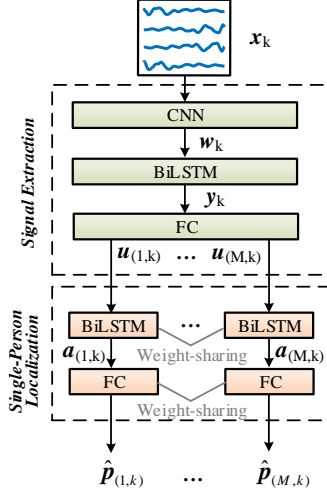 x_k
CNN
w_k
BiLSTM
y_k
FC
u_(1,k) ... u_(M,k)
Signal Extraction
BiLSTM ... BiLSTM
a_(1,k) Weight-sharing a_(M,k)
FC FC
Weight-sharing
Single-Person
Localization
p̂_(1,k) ... p̂_(M,k)